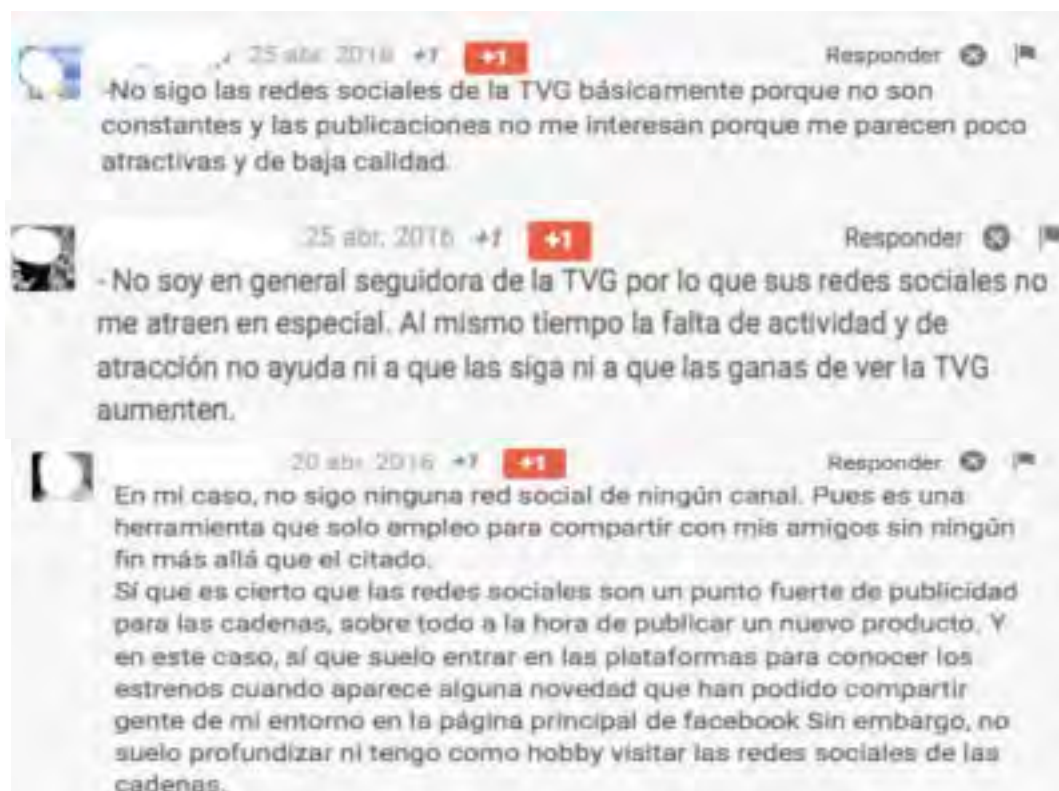 25 abr. 2016 +1 +1 Responder
-No sigo las redes sociales de la TVG básicamente porque no son
constantes y las publicaciones no me interesan porque me parecen poco
atractivas y de baja calidad.
25 abr. 2016 +1 +1 Responder
- No soy en general seguidora de la TVG por lo que sus redes sociales no
me atraen en especial. Al mismo tiempo la falta de actividad y de
atracción no ayuda ni a que las siga ni a que las ganas de ver la TVG
aumenten.
20 abr. 2016 +1 +1 Responder
En mi caso, no sigo ninguna red social de ningún canal. Pues es una
herramienta que solo empleo para compartir con mis amigos sin ningún
fin más allá que el citado.
Sí que es cierto que las redes sociales son un punto fuerte de publicidad
para las cadenas, sobre todo a la hora de publicar un nuevo producto. Y
en este caso, sí que suelo entrar en las plataformas para conocer los
estrenos cuando aparece alguna novedad que han podido compartir
gente de mi entorno en la página principal de facebook Sin embargo, no
suelo profundizar ni tengo como hobby visitar las redes sociales de las
cadenas.